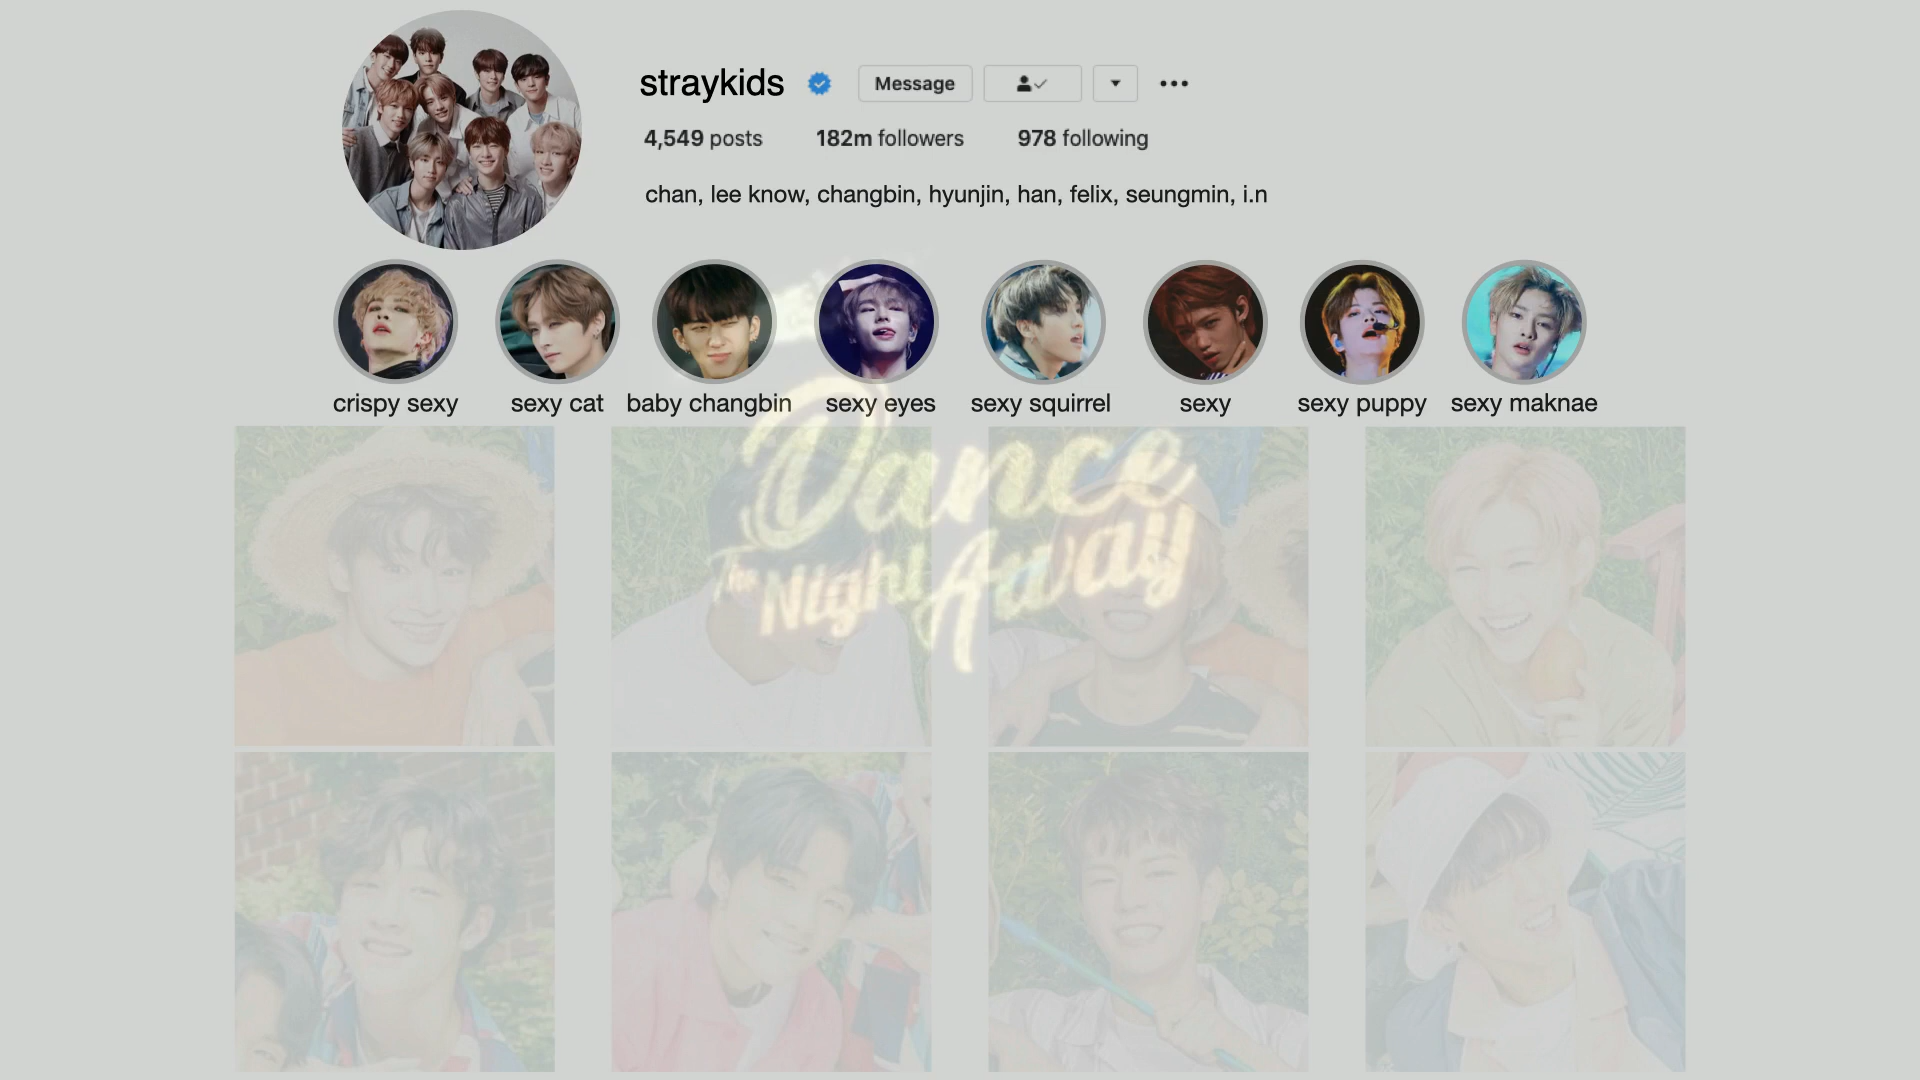 straykids
Message
4,549 posts 182m followers 978 following
chan, lee know, changbin, hyunjin, han, felix, seungmin, i.n
crispy sexy sexy cat baby changbin sexy eyes sexy squirrel sexy sexy puppy sexy maknae
Dance
The Night Away